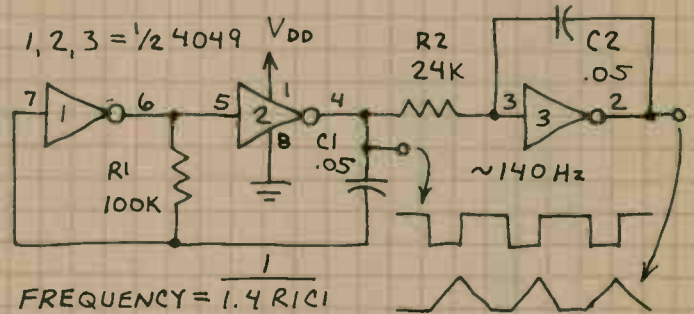 1, 2, 3 = 1/2 4049
VDD
R2
24K
C2
.05
7
1
6
5
1
2
8
4
3
3
2
C1
.05
R1
100K
~140 Hz
FREQUENCY = 1 / 1.4 R1C1